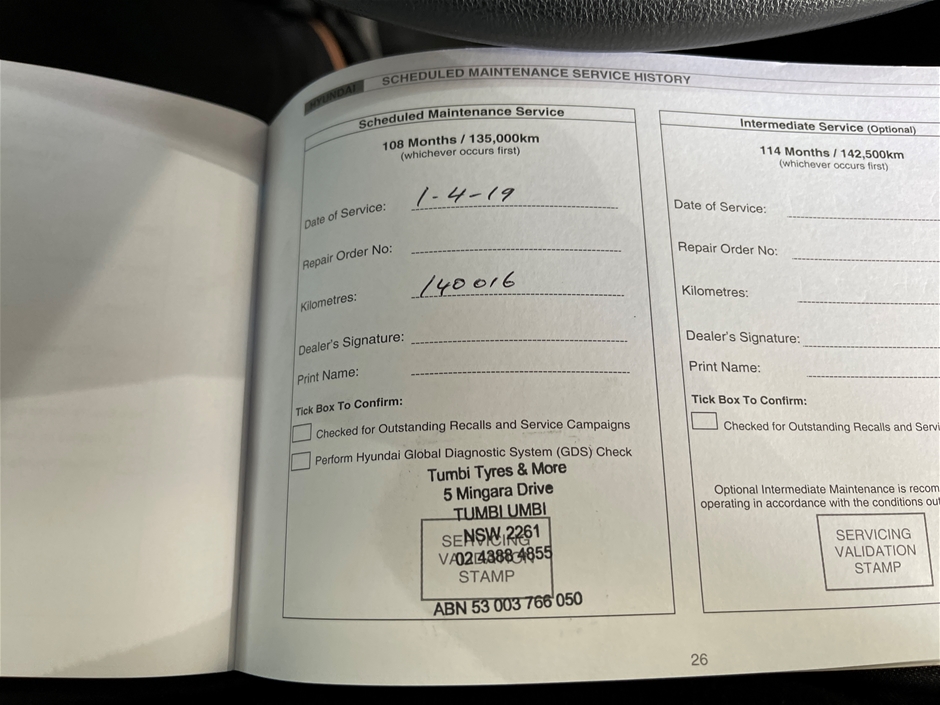 HYUNDAI
SCHEDULED MAINTENANCE SERVICE HISTORY
Scheduled Maintenance Service
108 Months / 135,000km
(whichever occurs first)
Date of Service: 1-4-19
Repair Order No:
Kilometres: 140016
Dealer's Signature:
Print Name:
Tick Box To Confirm:
Checked for Outstanding Recalls and Service Campaigns
Perform Hyundai Global Diagnostic System (GDS) Check
Tumbi Tyres & More
5 Mingara Drive
TUMBI UMBI
NSW 2261
02 4388 4855
SERVICING
VALIDATION
STAMP
ABN 53 003 766 050
Intermediate Service (Optional)
114 Months / 142,500km
(whichever occurs first)
Date of Service:
Repair Order No:
Kilometres:
Dealer's Signature:
Print Name:
Tick Box To Confirm:
Checked for Outstanding Recalls and Servi
Optional Intermediate Maintenance is recom
operating in accordance with the conditions out
SERVICING
VALIDATION
STAMP
26